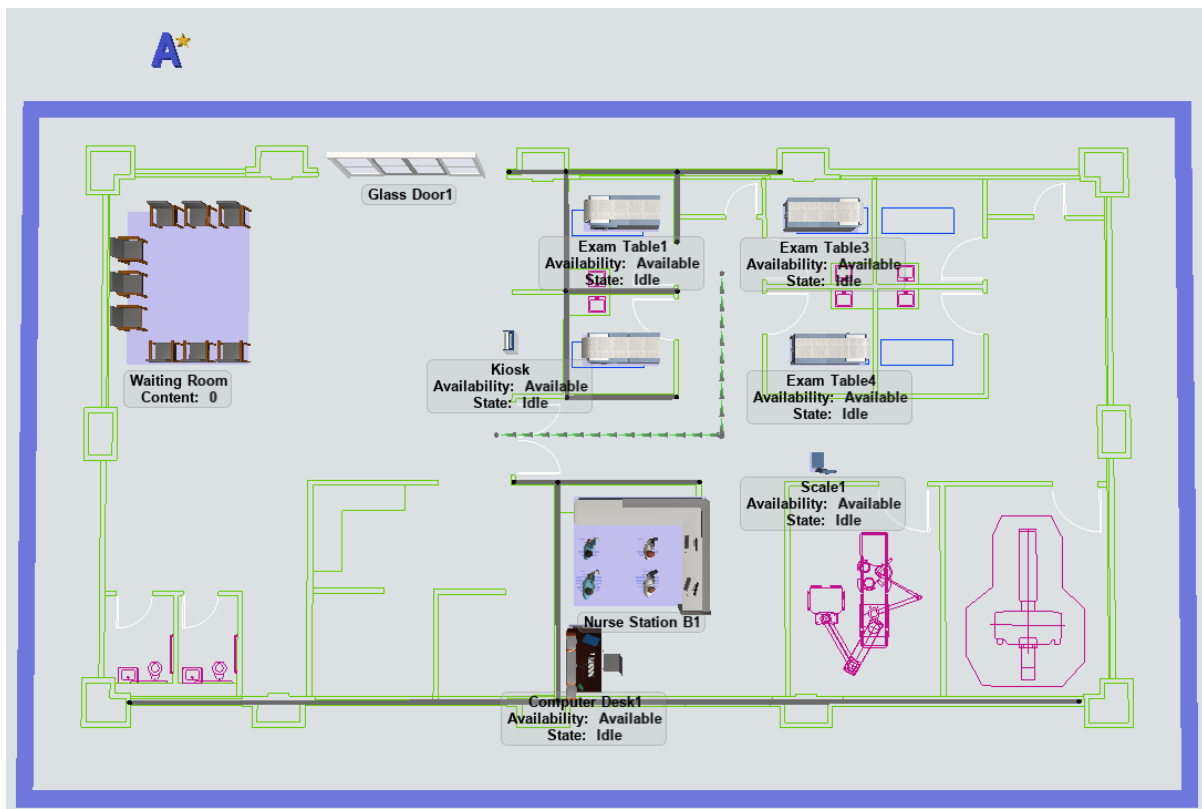 A
Glass Door1
Exam Table1
Availability: Available
State: Idle
Exam Table3
Availability: Available
State: Idle
Kiosk
Availability: Available
State: Idle
Waiting Room
Content: 0
Exam Table4
Availability: Available
State: Idle
Scale1
Availability: Available
State: Idle
Nurse Station B1
Computer Desk1
Availability: Available
State: Idle